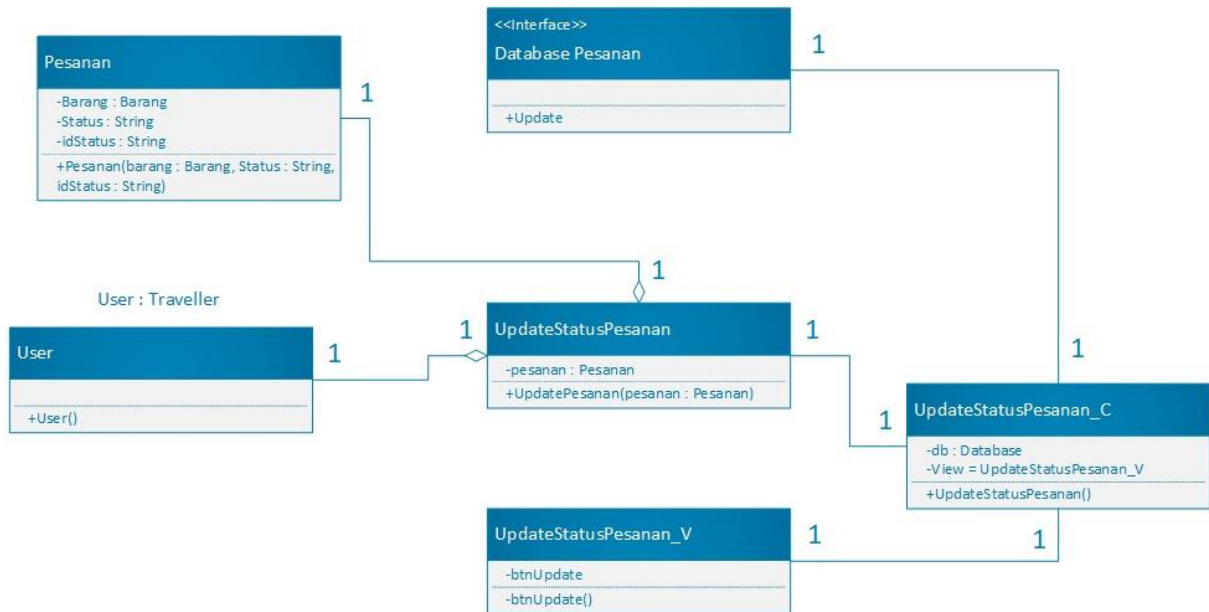 <<Interface>>
Database Pesanan
+Update
1
Pesanan
-Barang : Barang
-Status : String
-idStatus : String
+Pesanan(barang : Barang, Status : String,
idStatus : String)
1
1
User : Traveller
User
+User()
1
1
UpdateStatusPesanan
-pesanan : Pesanan
+UpdatePesanan(pesanan : Pesanan)
1
1
1
UpdateStatusPesanan_C
-db : Database
-View = UpdateStatusPesanan_V
+UpdateStatusPesanan()
1
1
UpdateStatusPesanan_V
-btnUpdate
-btnUpdate()